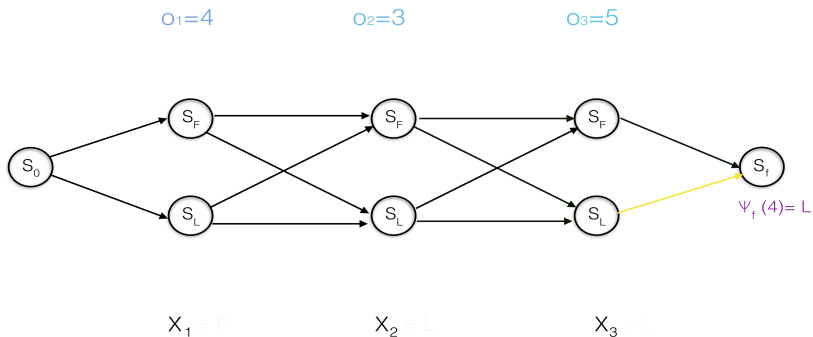 o₁=4 o₂=3 o₃=5
S_F S_F S_F
S₀ S_f
S_L S_L S_L
Ψ_f (4)= L
X₁ = F X₂ = L X₃ = L